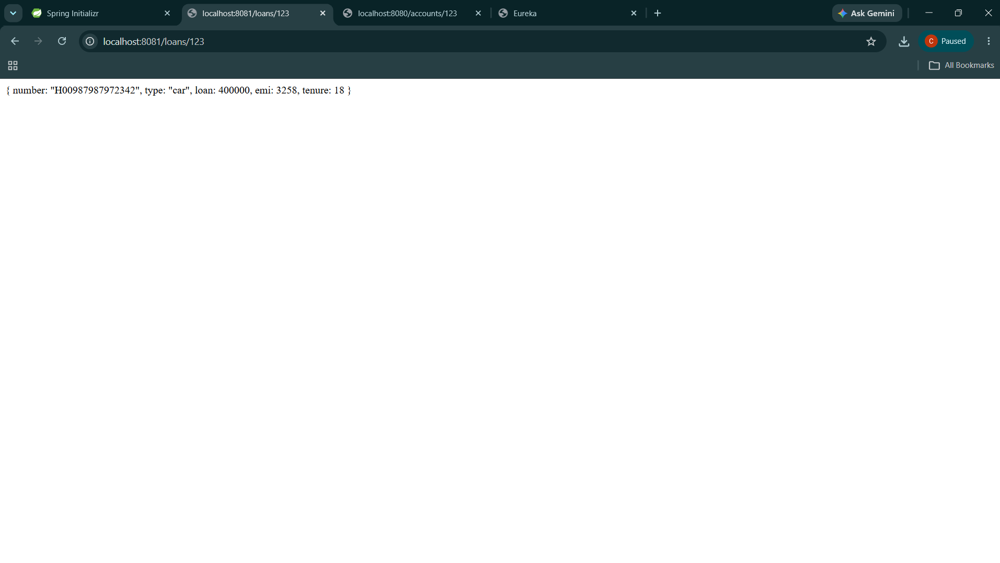 Spring Initializr
localhost:8081/loans/123
localhost:8080/accounts/123
Eureka
Ask Gemini
localhost:8081/loans/123
C
Paused
All Bookmarks
{ number: "H00987987972342", type: "car", loan: 400000, emi: 3258, tenure: 18 }